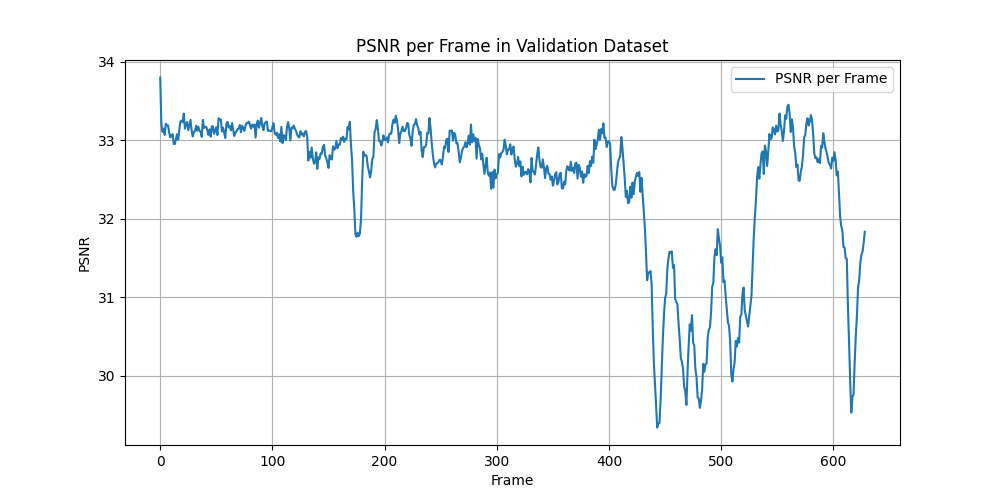 PSNR per Frame in Validation Dataset
PSNR per Frame
34
33
32
31
30
PSNR
0 100 200 300 400 500 600
Frame